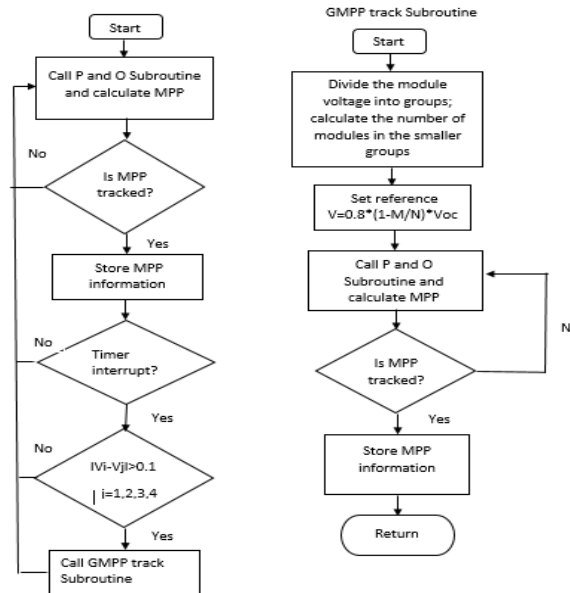 Start
Call P and O Subroutine
and calculate MPP
No
Is MPP
tracked?
Yes
Store MPP
information
No
Timer
interrupt?
Yes
No
IVi-VjI>0.1
j=1,2,3,4
Yes
Call GMPP track
Subroutine
GMPP track Subroutine
Start
Divide the module
voltage into groups;
calculate the number of
modules in the smaller
groups
Set reference
V=0.8*(1-M/N)*Voc
Call P and O
Subroutine and
calculate MPP
N
Is MPP
tracked?
Yes
Store MPP
information
Return